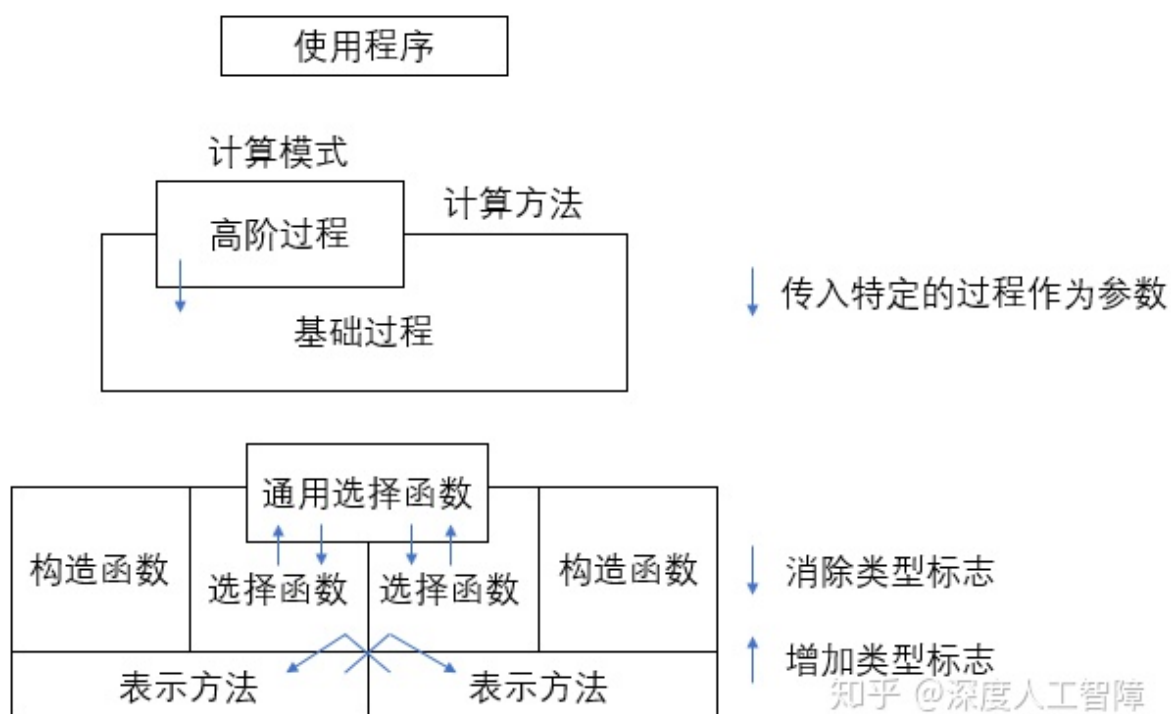 使用程序
计算模式
高阶过程
计算方法
基础过程
传入特定的过程作为参数
通用选择函数
构造函数
选择函数
选择函数
构造函数
消除类型标志
增加类型标志
表示方法
表示方法
知乎 @深度人工智障